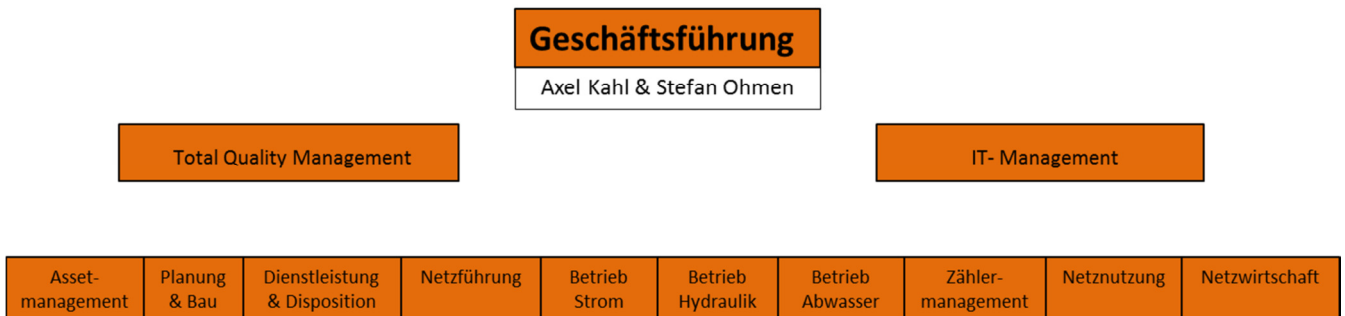 Geschäftsführung
Axel Kahl & Stefan Ohmen
Total Quality Management
IT- Management
Asset-
management
Planung
& Bau
Dienstleistung
& Disposition
Netzführung
Betrieb
Strom
Betrieb
Hydraulik
Betrieb
Abwasser
Zähler-
management
Netznutzung
Netzwirtschaft